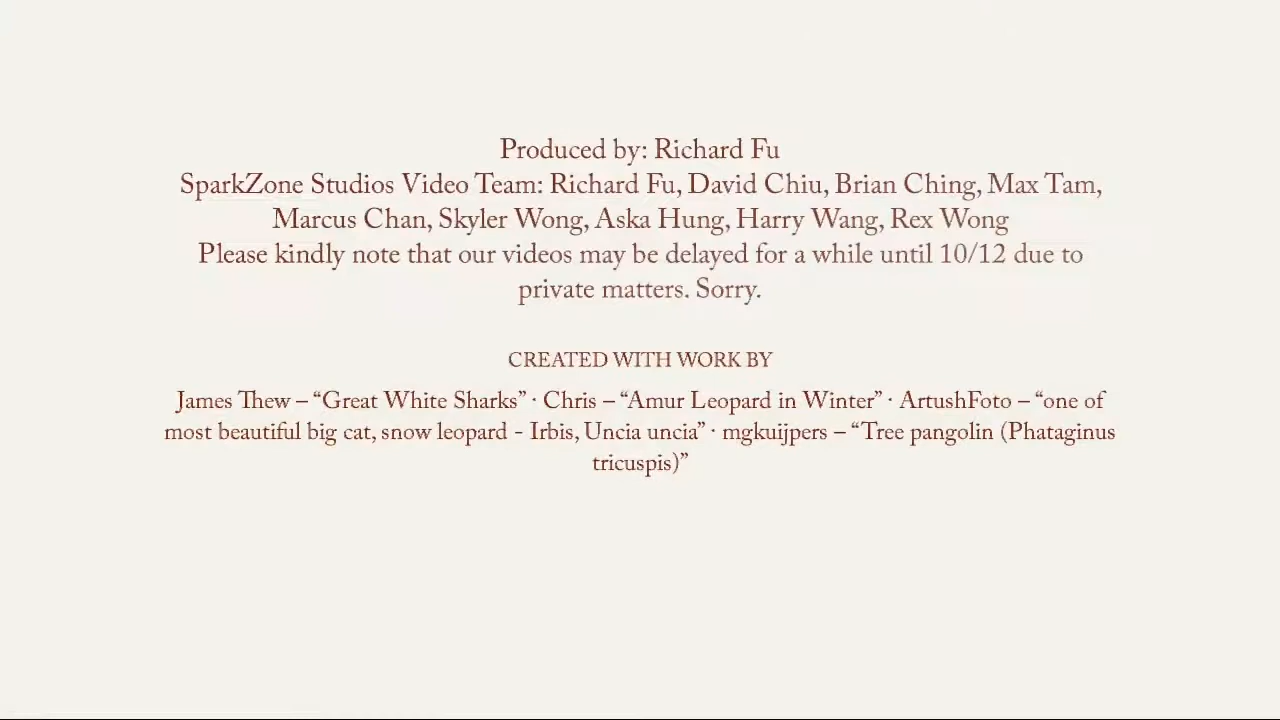 Produced by: Richard Fu
SparkZone Studios Video Team: Richard Fu, David Chiu, Brian Ching, Max Tam,
Marcus Chan, Skyler Wong, Aska Hung, Harry Wang, Rex Wong
Please kindly note that our videos may be delayed for a while until 10/12 due to
private matters. Sorry.
CREATED WITH WORK BY
James Thew – “Great White Sharks” · Chris – “Amur Leopard in Winter” · ArtushFoto – “one of
most beautiful big cat, snow leopard - Irbis, Uncia uncia” · mgkuijpers – “Tree pangolin (Phataginus
tricuspis)”